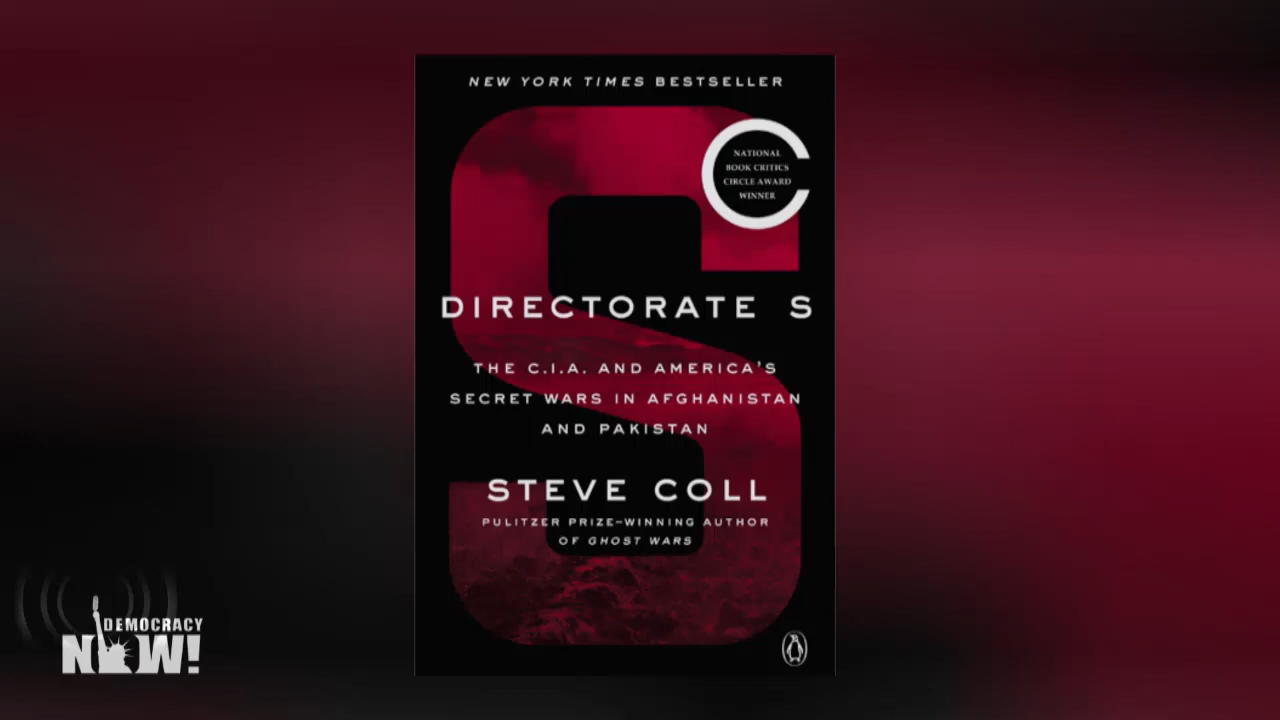 NEW YORK TIMES BESTSELLER
NATIONAL
BOOK CRITICS
CIRCLE AWARD
WINNER
DIRECTORATE S
THE C.I.A. AND AMERICA'S
SECRET WARS IN AFGHANISTAN
AND PAKISTAN
STEVE COLL
PULITZER PRIZE–WINNING AUTHOR
OF GHOST WARS
DEMOCRACY
NOW!